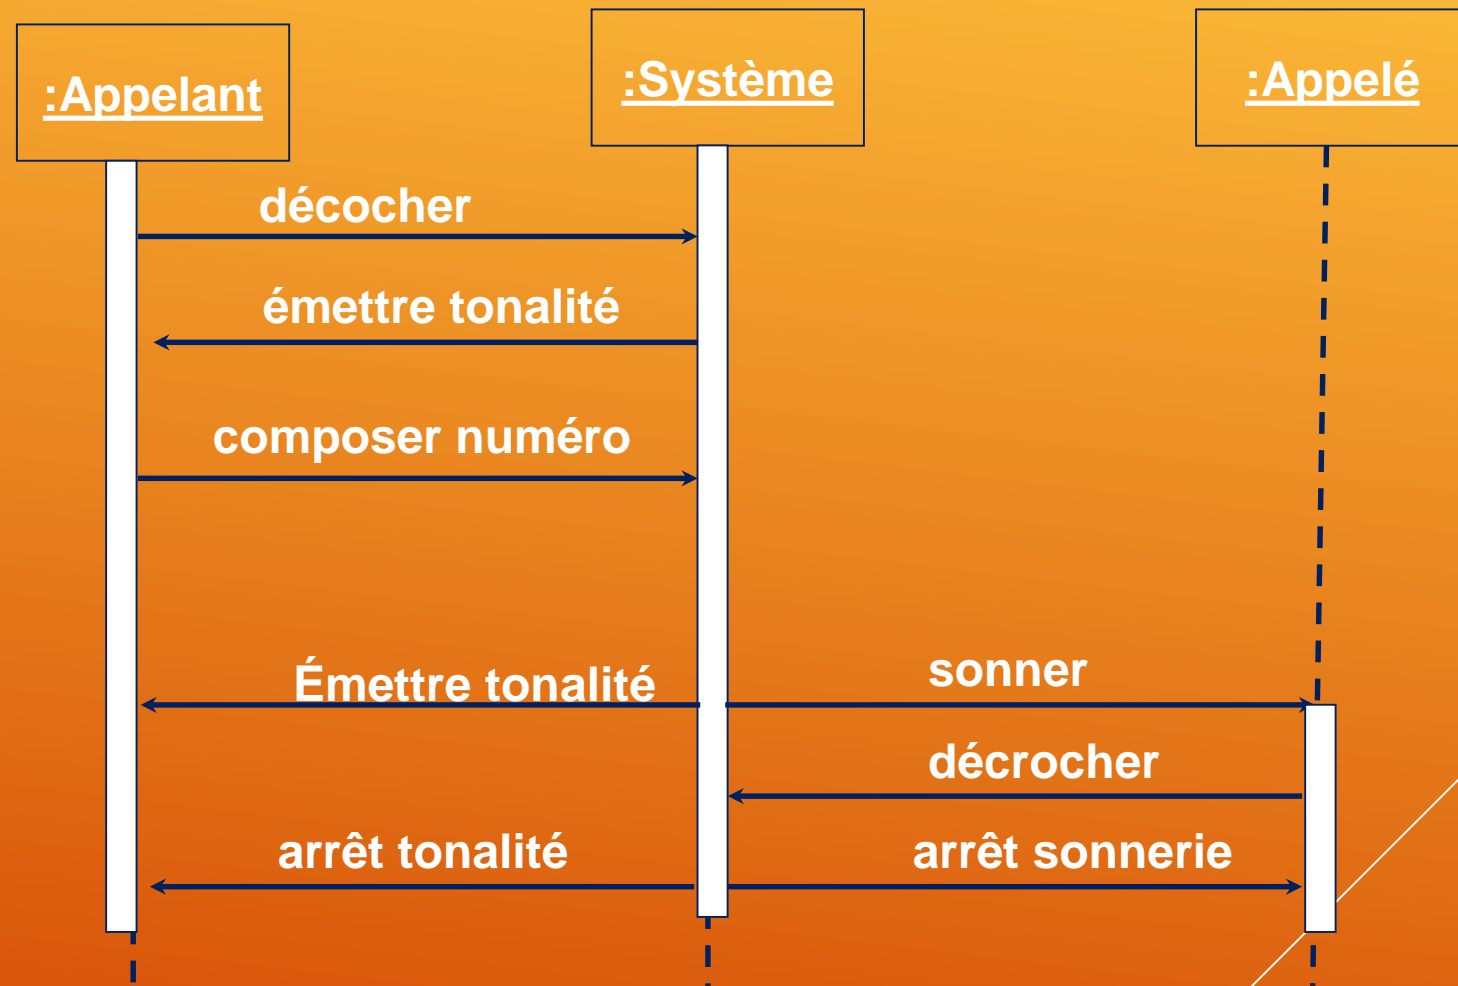 :Appelant
:Système
:Appelé
décocher
émettre tonalité
composer numéro
Émettre tonalité
sonner
décrocher
arrêt tonalité
arrêt sonnerie